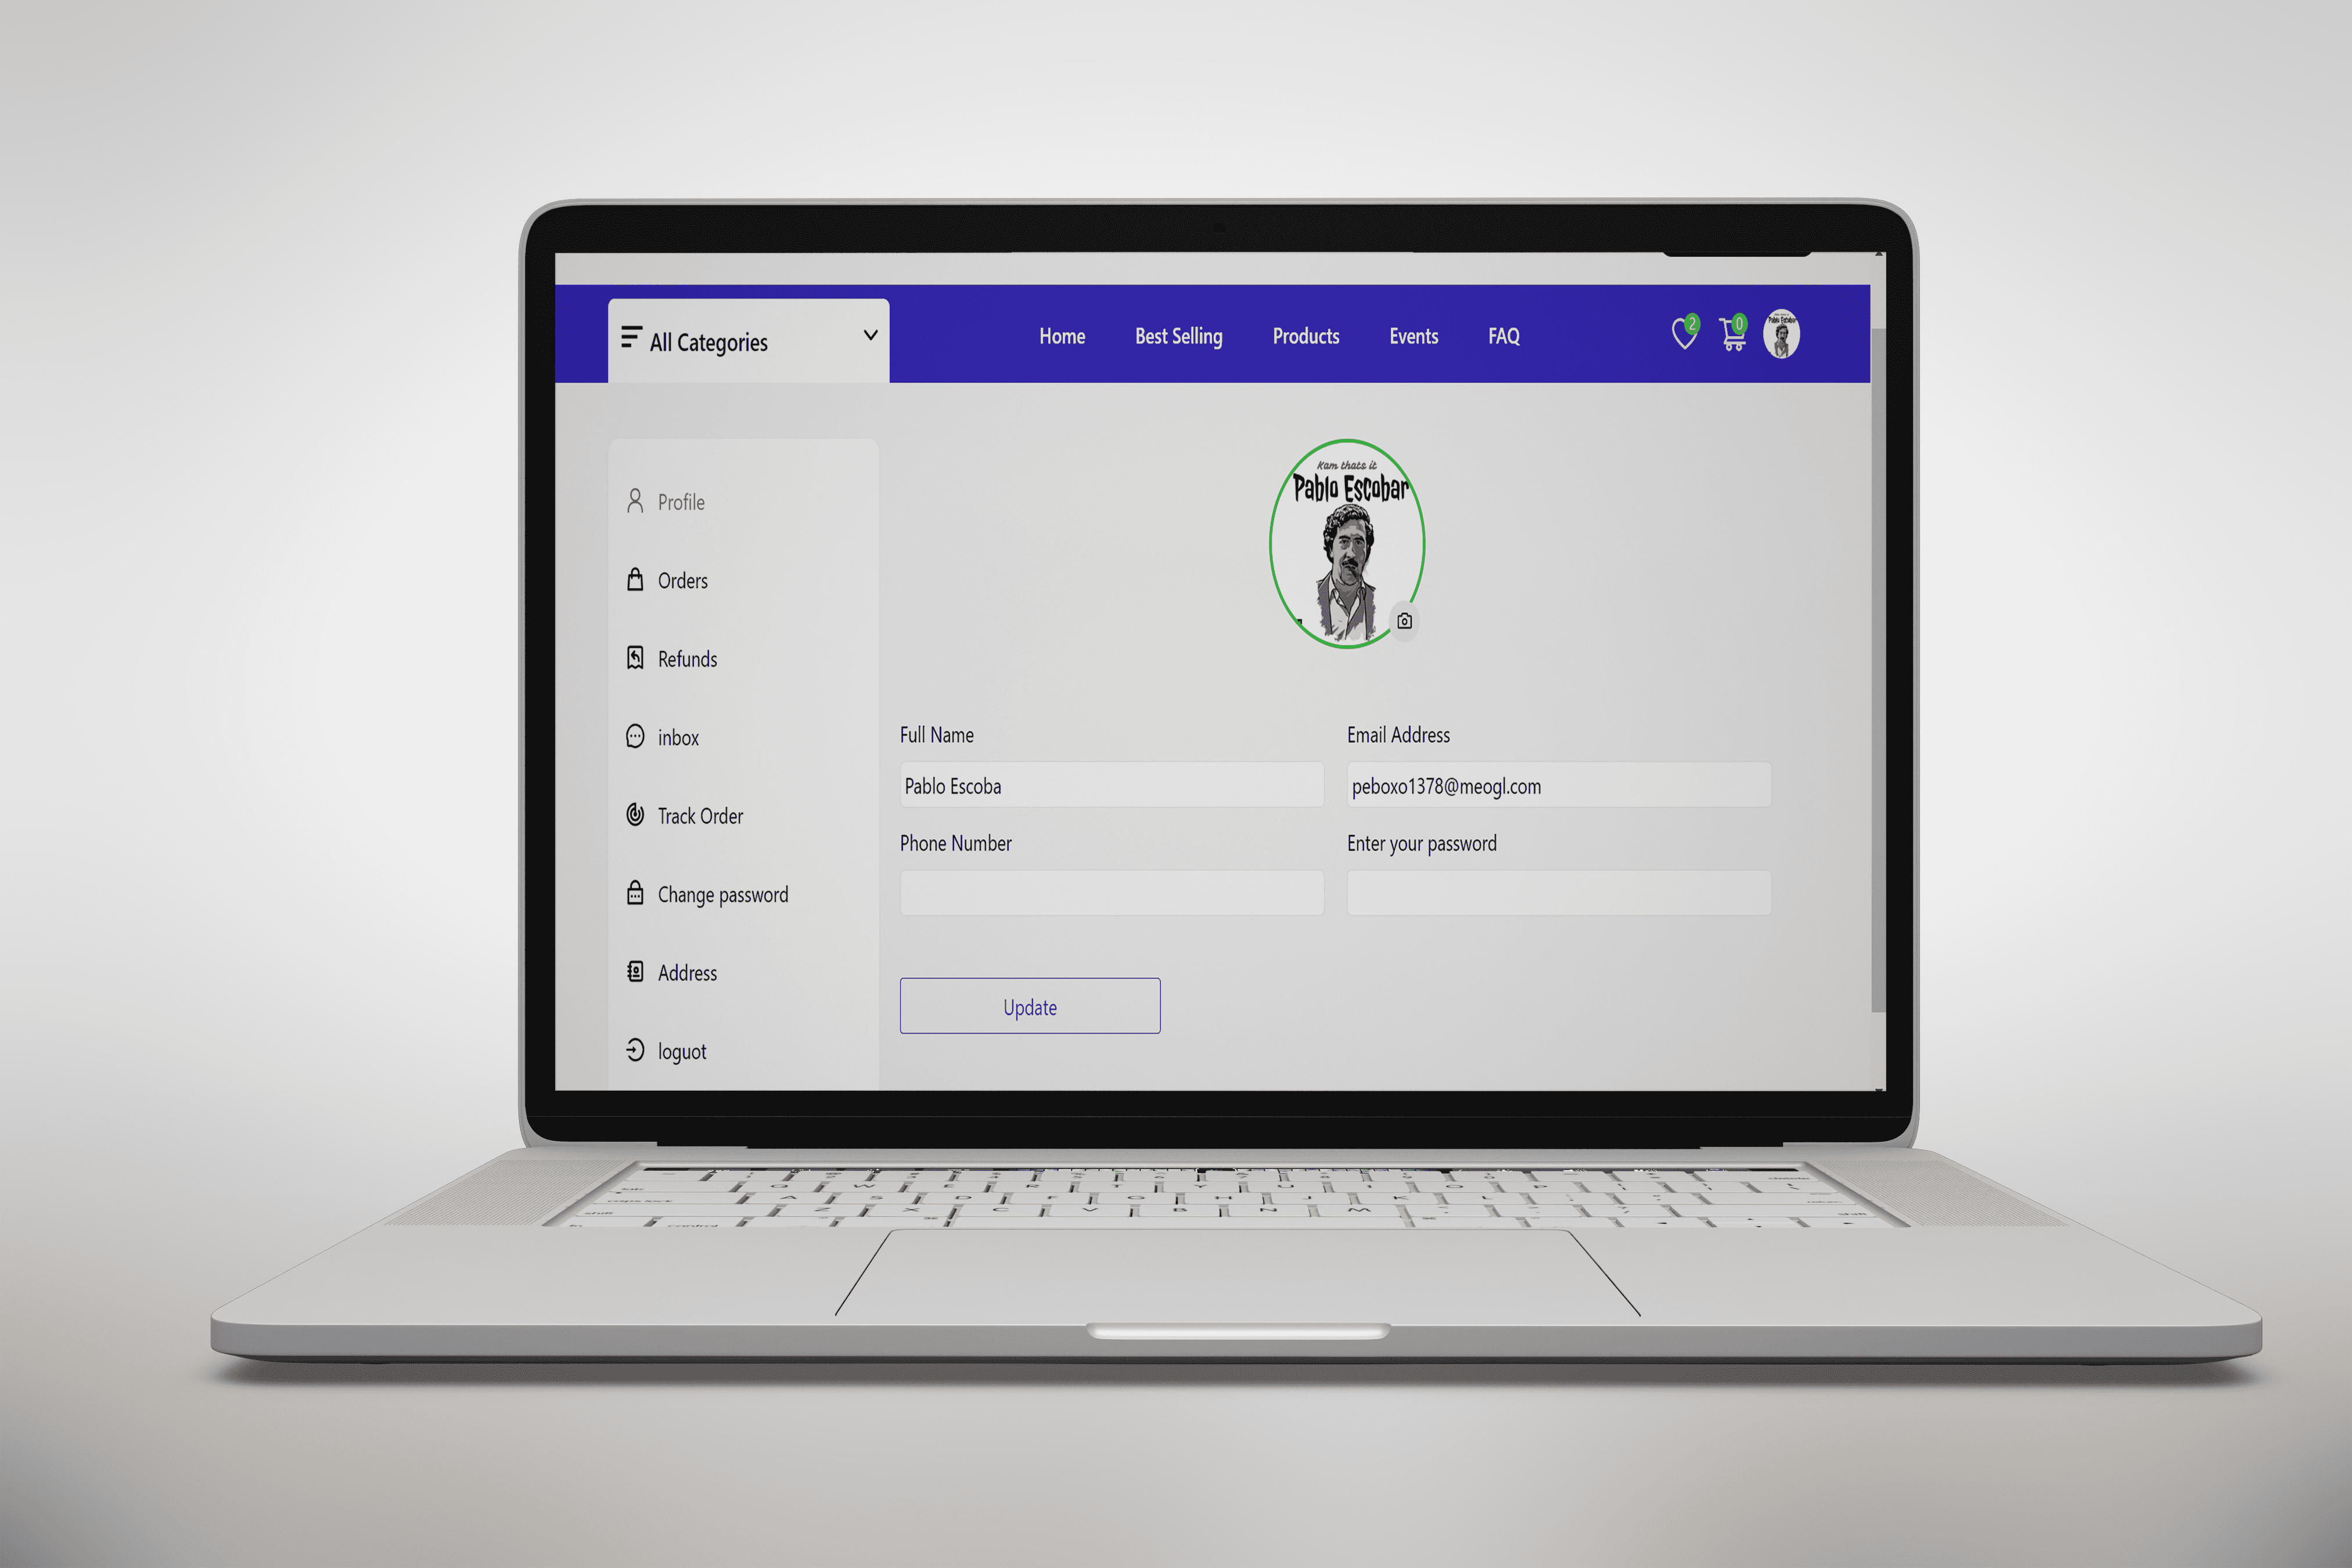 All Categories
Home
Best Selling
Products
Events
FAQ
2
0
Profile
Orders
Refunds
inbox
Track Order
Change password
Address
loguot
Kam thats it
Pablo Escobar
Full Name
Pablo Escoba
Email Address
peboxo1378@meogl.com
Phone Number
Enter your password
Update
Q W E R T Y U I O P
A S D F G H J K L
Z X C V B N M
shift
control